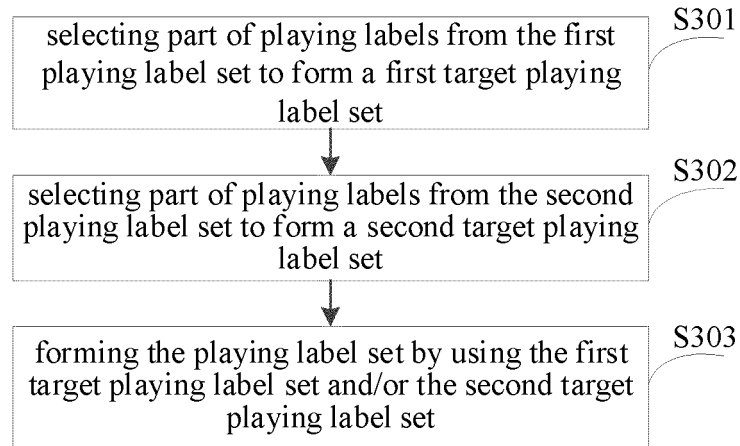 S301
selecting part of playing labels from the first
playing label set to form a first target playing
label set
S302
selecting part of playing labels from the second
playing label set to form a second target playing
label set
S303
forming the playing label set by using the first
target playing label set and/or the second target
playing label set